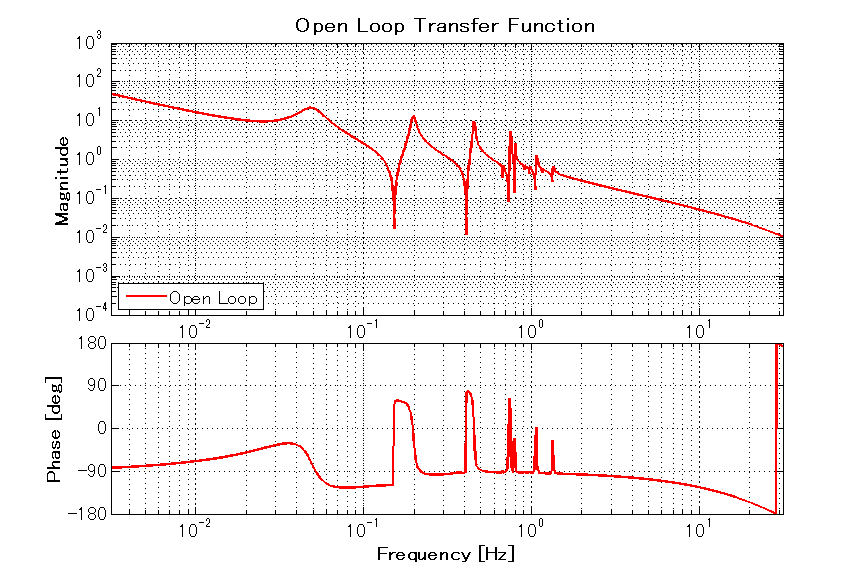 Open Loop Transfer Function
Magnitude
10^3
10^2
10^1
10^0
10^-1
10^-2
10^-3
10^-4
Open Loop
10^-2 10^-1 10^0 10^1
Phase [deg]
180
90
0
-90
-180
10^-2 10^-1 10^0 10^1
Frequency [Hz]